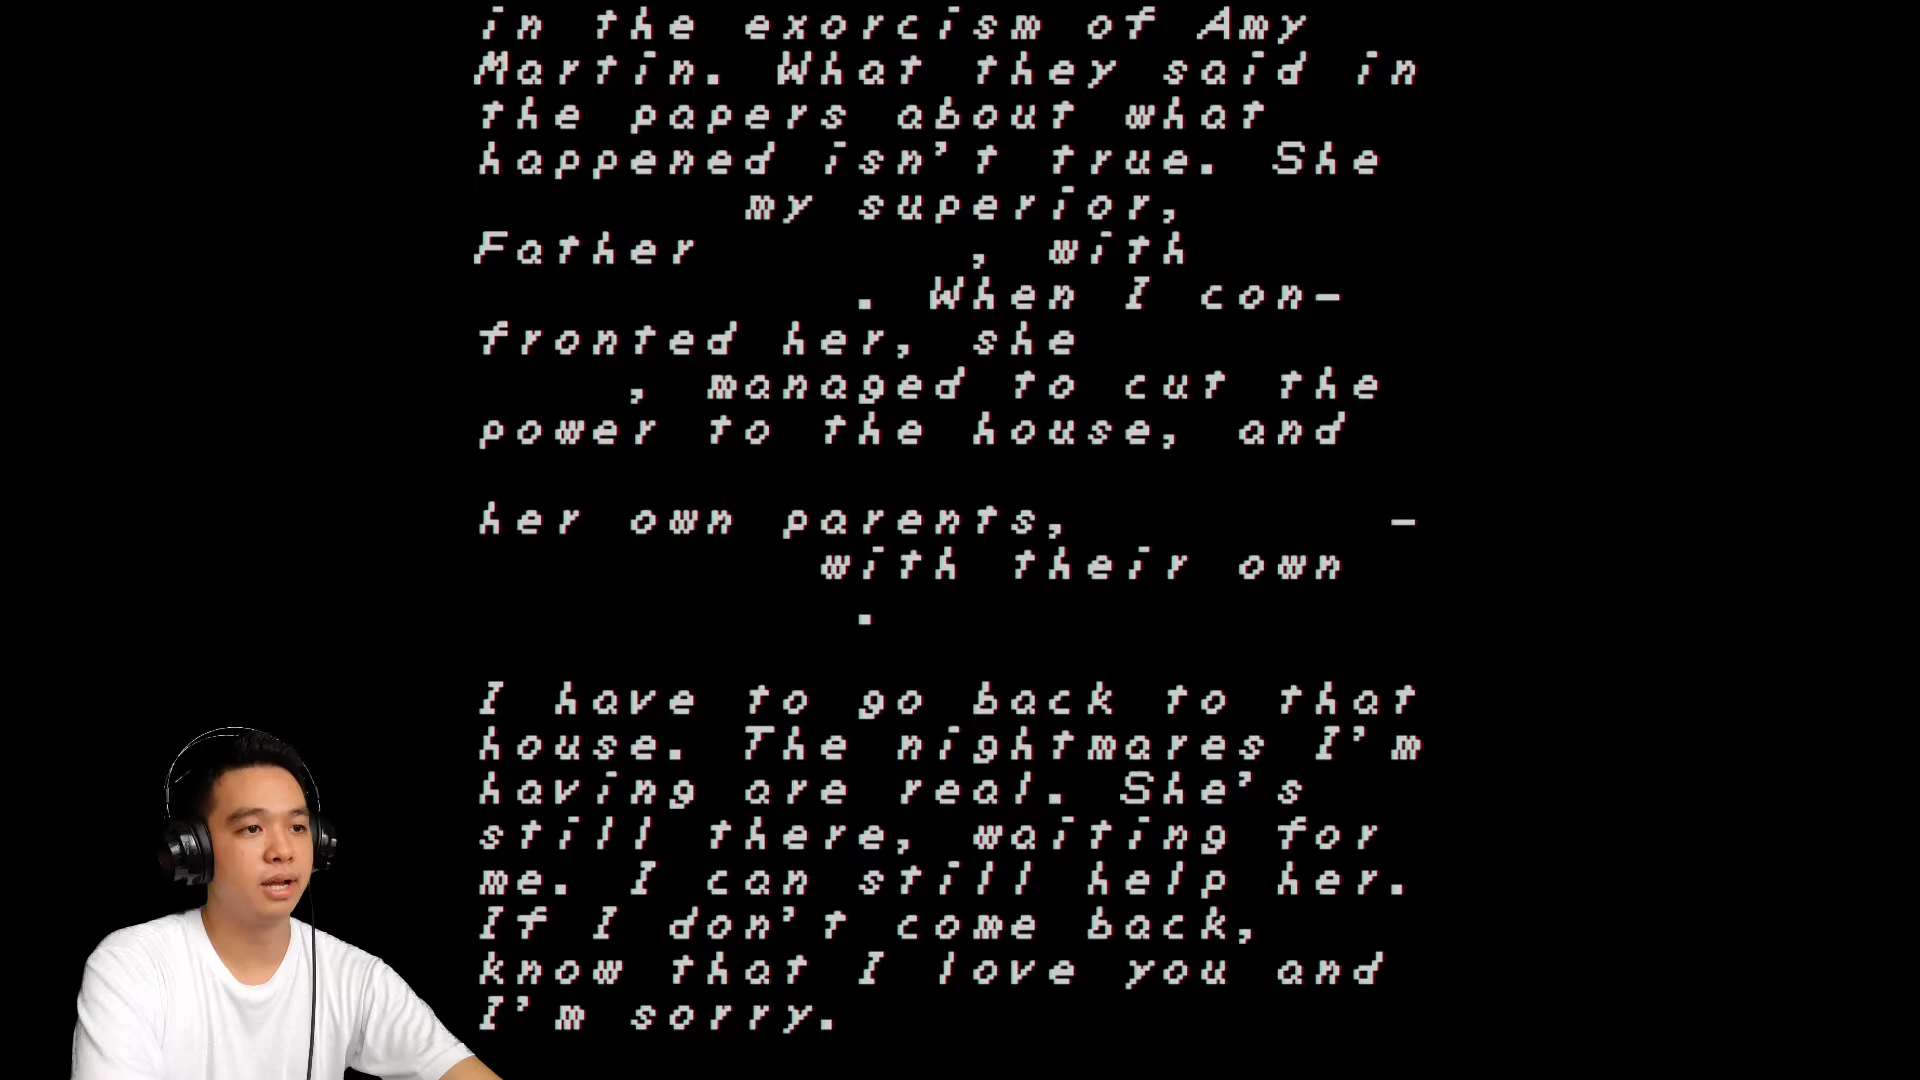 in the exorcism of Amy
Martin. What they said in
the papers about what
happened isn't true. She
my superior,
Father , with
. When I con-
fronted her, she
, managed to cut the
power to the house, and
her own parents, -
with their own
.
I have to go back to that
house. The nightmares I'm
having are real. She's
still there, waiting for
me. I can still help her.
If I don't come back,
know that I love you and
I'm sorry.